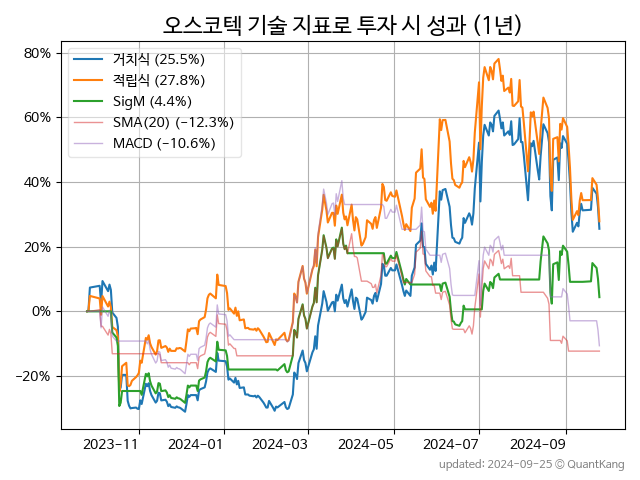 오스코텍 기술 지표로 투자 시 성과 (1년)
거치식 (25.5%)
적립식 (27.8%)
SigM (4.4%)
SMA(20) (−12.3%)
MACD (−10.6%)
80%
60%
40%
20%
0%
−20%
2023−11
2024−01
2024−03
2024−05
2024−07
2024−09
updated: 2024−09−25 © QuantKang